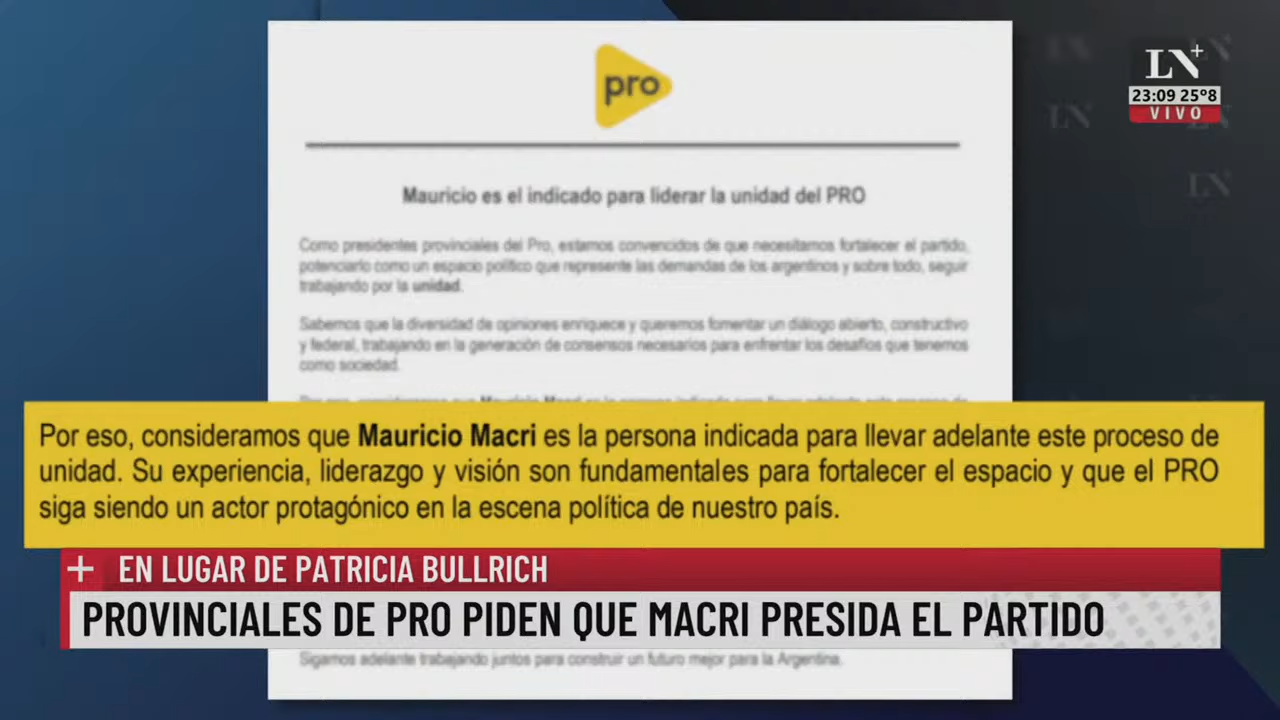 pro
LN+
23:09 25°8
VIVO
Mauricio es el indicado para liderar la unidad del PRO
Como presidentes provinciales del Pro, estamos convencidos de que necesitamos fortalecer el partido,
potenciarlo como un espacio político que represente las demandas de los argentinos y sobre todo, seguir
trabajando por la unidad.
Sabemos que la diversidad de opiniones enriquece y queremos fomentar un diálogo abierto, constructivo
y federal, trabajando en la generación de consensos necesarios para enfrentar los desafíos que tenemos
como sociedad.
Por eso, consideramos que Mauricio Macri es la persona indicada para llevar adelante este proceso de
unidad. Su experiencia, liderazgo y visión son fundamentales para fortalecer el espacio y que el PRO
siga siendo un actor protagónico en la escena política de nuestro país.
+ EN LUGAR DE PATRICIA BULLRICH
PROVINCIALES DE PRO PIDEN QUE MACRI PRESIDA EL PARTIDO
Sigamos adelante trabajando juntos para construir un futuro mejor para la Argentina.